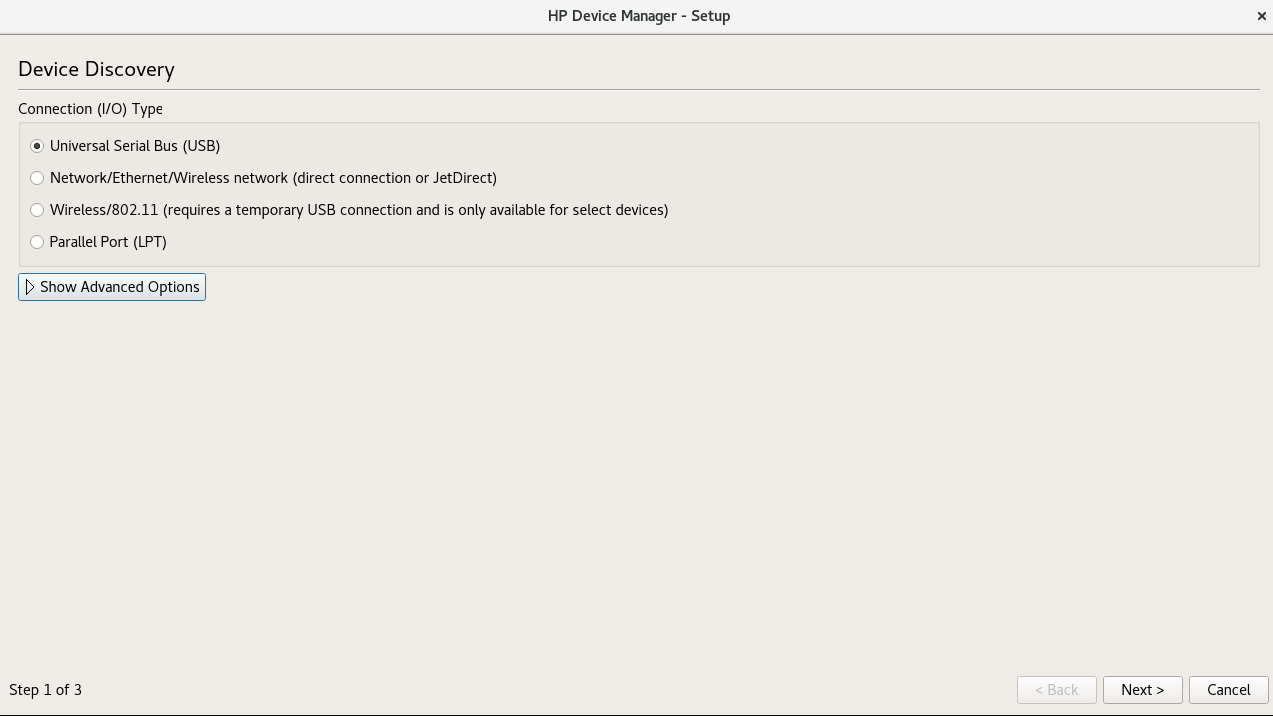 HP Device Manager - Setup
Device Discovery
Connection (I/O) Type
Universal Serial Bus (USB)
Network/Ethernet/Wireless network (direct connection or JetDirect)
Wireless/802.11 (requires a temporary USB connection and is only available for select devices)
Parallel Port (LPT)
Show Advanced Options
Step 1 of 3
< Back
Next >
Cancel